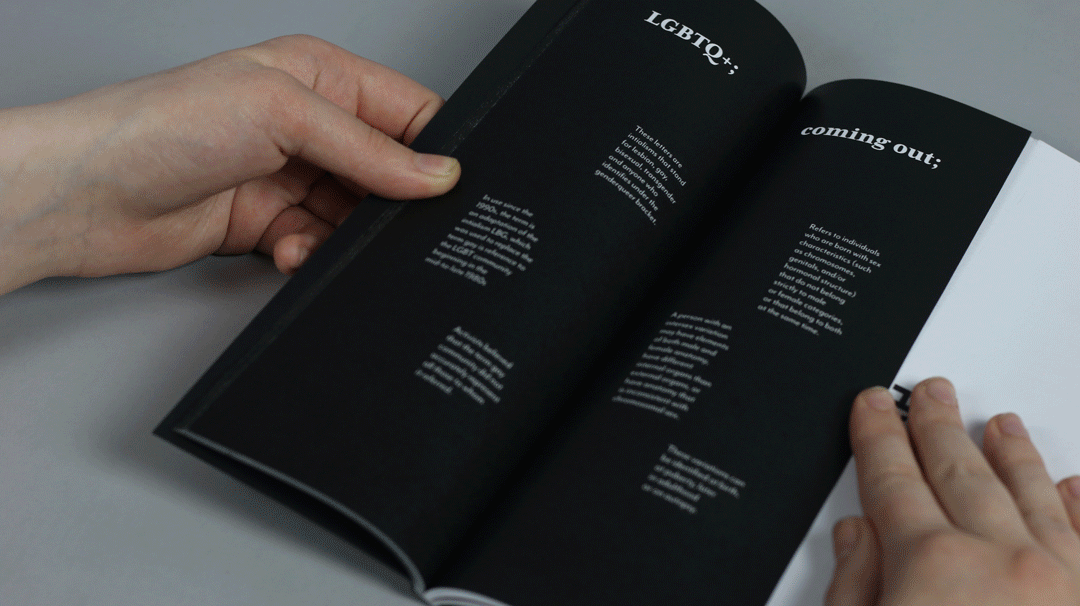 LGBTQ+;
These letters are
intialisms that stand
for lesbian, gay,
bisexual, transgender
and anyone who
identifies under the
genderqueer bracket.
In use since the
1990s, the term is
an adaptation of the
intialism LBG, which
was used to replace the
term gay in reference to
the LGBT community
beginning in the
mid-to-late 1980s
Activists believed
that the term gay
community did not
accurately represent
all those to whom
it referred.
coming out;
Refers to individuals
who are born with sex
characteristics (such
as chromosomes,
genitals, and/or
hormonal structure)
that do not belong
strictly to male
or female categories,
or that belong to both
at the same time.
A person with an
intersex variation
may have elements
of both male and
female anatomy,
have different
internal organs than
external organs, or
have anatomy that
is inconsistent with
chromosomal sex.
These variations can
be identified at birth,
at puberty, later
in adulthood
or on autopsy.